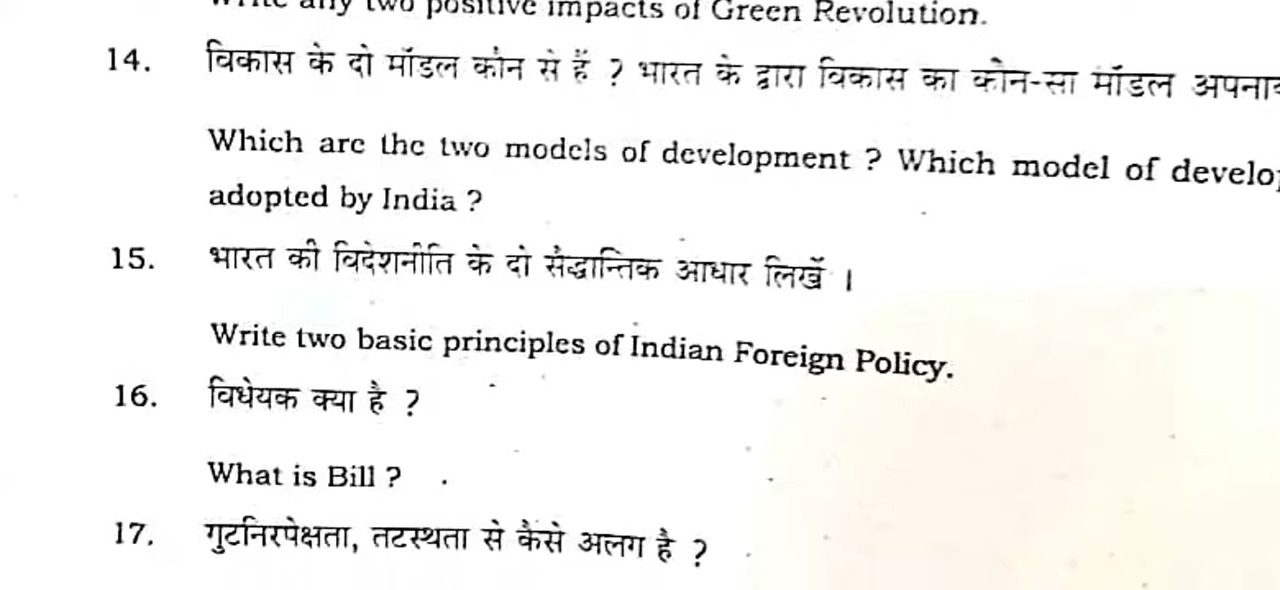 Write any two positive impacts of Green Revolution.
14. विकास के दो मॉडल कौन से हैं ? भारत के द्वारा विकास का कौन-सा मॉडल
Which are the two models of development ? Which model of
adopted by India ?
15. भारत की विदेशनीति के दो सैद्धान्तिक आधार लिखें ।
Write two basic principles of Indian Foreign Policy.
16. विधेयक क्या है ?
What is Bill ?
17. गुटनिरपेक्षता, तटस्थता से कैसे अलग है ?